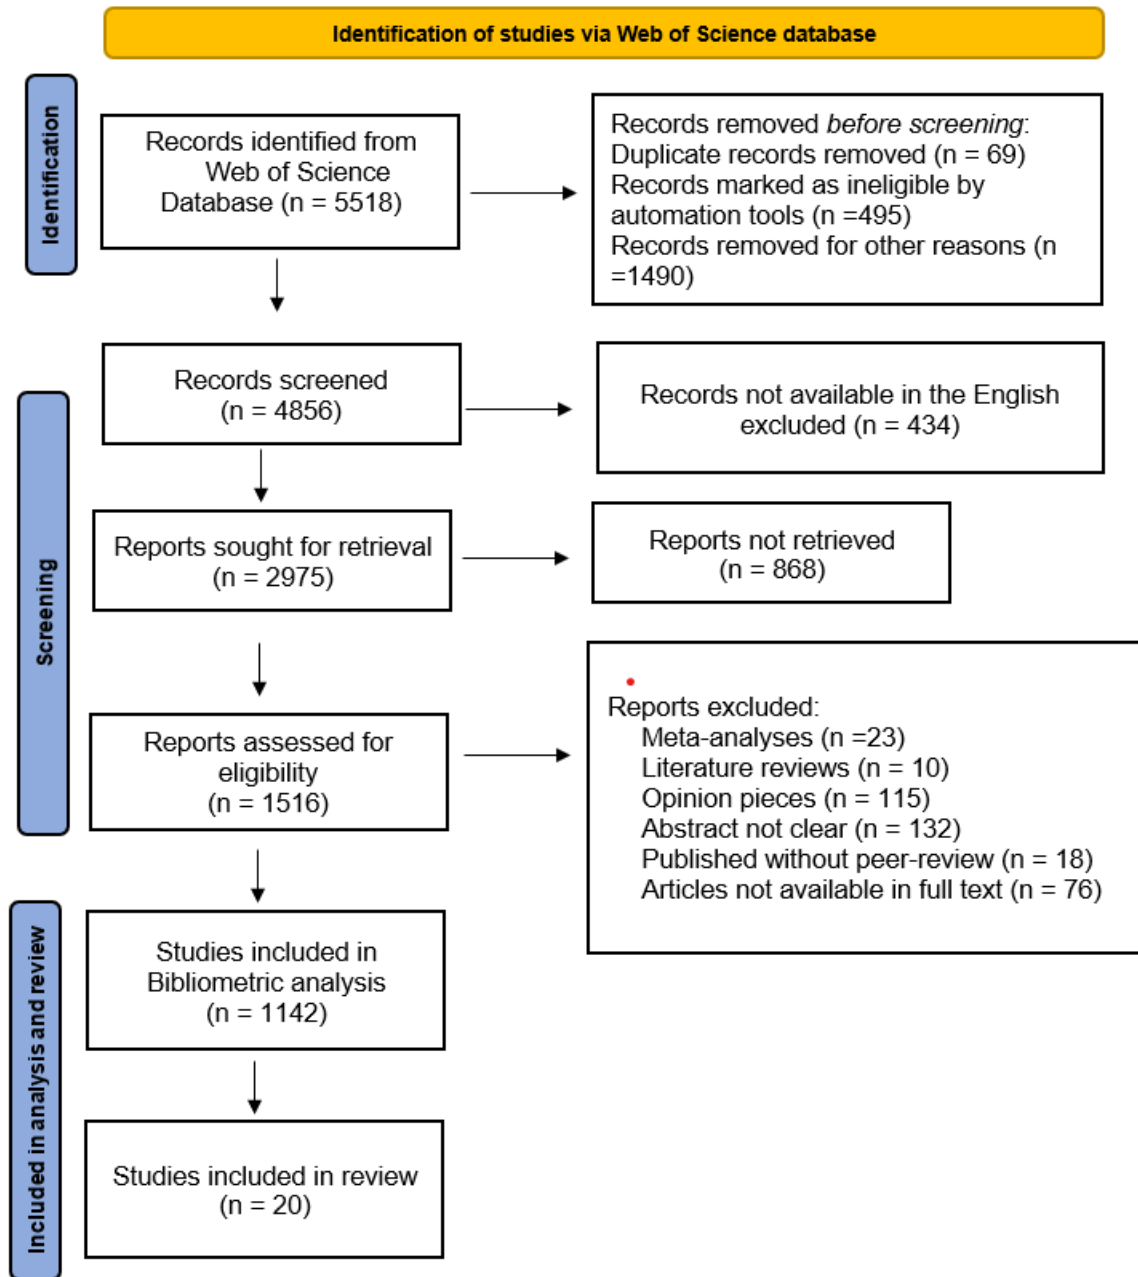 Identification of studies via Web of Science database
Identification
Records identified from
Web of Science
Database (n = 5518)
Records removed before screening:
Duplicate records removed (n = 69)
Records marked as ineligible by
automation tools (n =495)
Records removed for other reasons (n
=1490)
Screening
Records screened
(n = 4856)
Records not available in the English
excluded (n = 434)
Reports sought for retrieval
(n = 2975)
Reports not retrieved
(n = 868)
Reports assessed for
eligibility
(n = 1516)
Reports excluded:
Meta-analyses (n =23)
Literature reviews (n = 10)
Opinion pieces (n = 115)
Abstract not clear (n = 132)
Published without peer-review (n = 18)
Articles not available in full text (n = 76)
Included in analysis and review
Studies included in
Bibliometric analysis
(n = 1142)
Studies included in review
(n = 20)